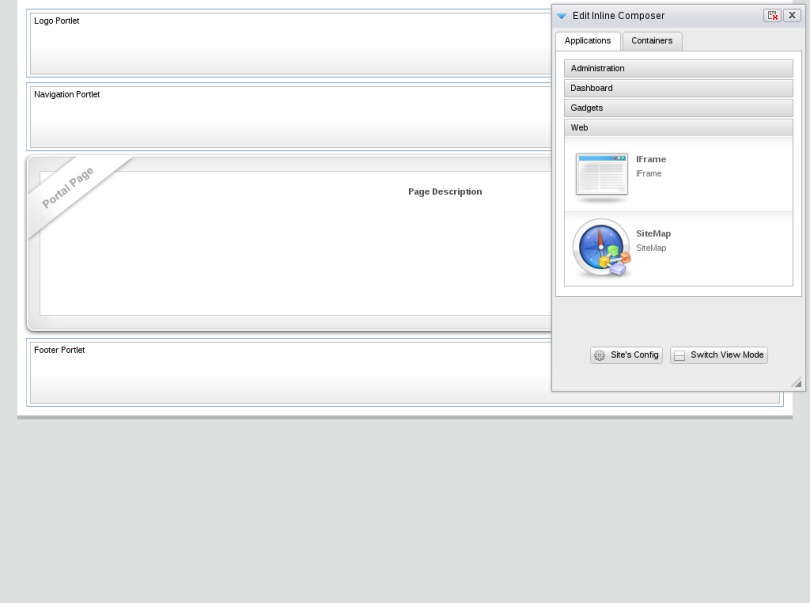 Logo Portlet
Navigation Portlet
Portal Page
Page Description
Footer Portlet
Edit Inline Composer
Applications
Containers
Administration
Dashboard
Gadgets
Web
IFrame
IFrame
SiteMap
SiteMap
Site's Config
Switch View Mode